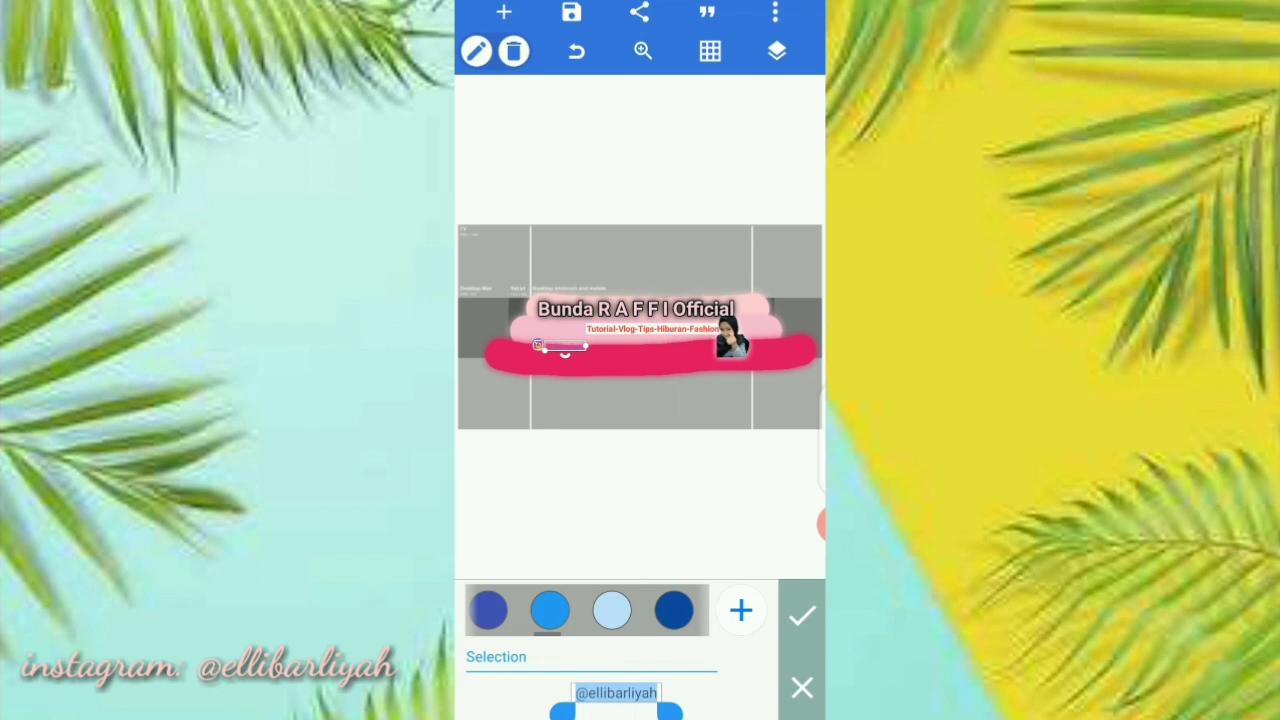 Bunda R A F F I Official
Tutorial-Vlog-Tips-Hiburan-Fashion
Selection
@ellibarliyah
instagram: @ellibarliyah